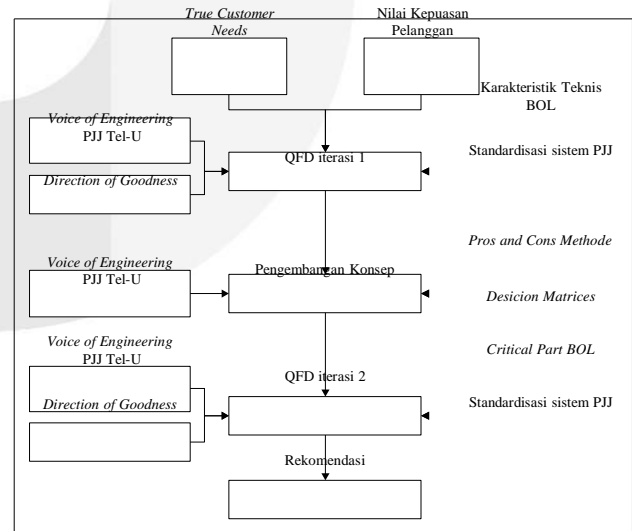 True Customer
Needs
Nilai Kepuasan
Pelanggan
Karakteristik Teknis
BOL
Voice of Engineering
PJJ Tel-U
QFD iterasi 1
Standardisasi sistem PJJ
Direction of Goodness
Pros and Cons Methode
Voice of Engineering
PJJ Tel-U
Pengembangan Konsep
Desicion Matrices
Voice of Engineering
PJJ Tel-U
Critical Part BOL
QFD iterasi 2
Direction of Goodness
Standardisasi sistem PJJ
Rekomendasi